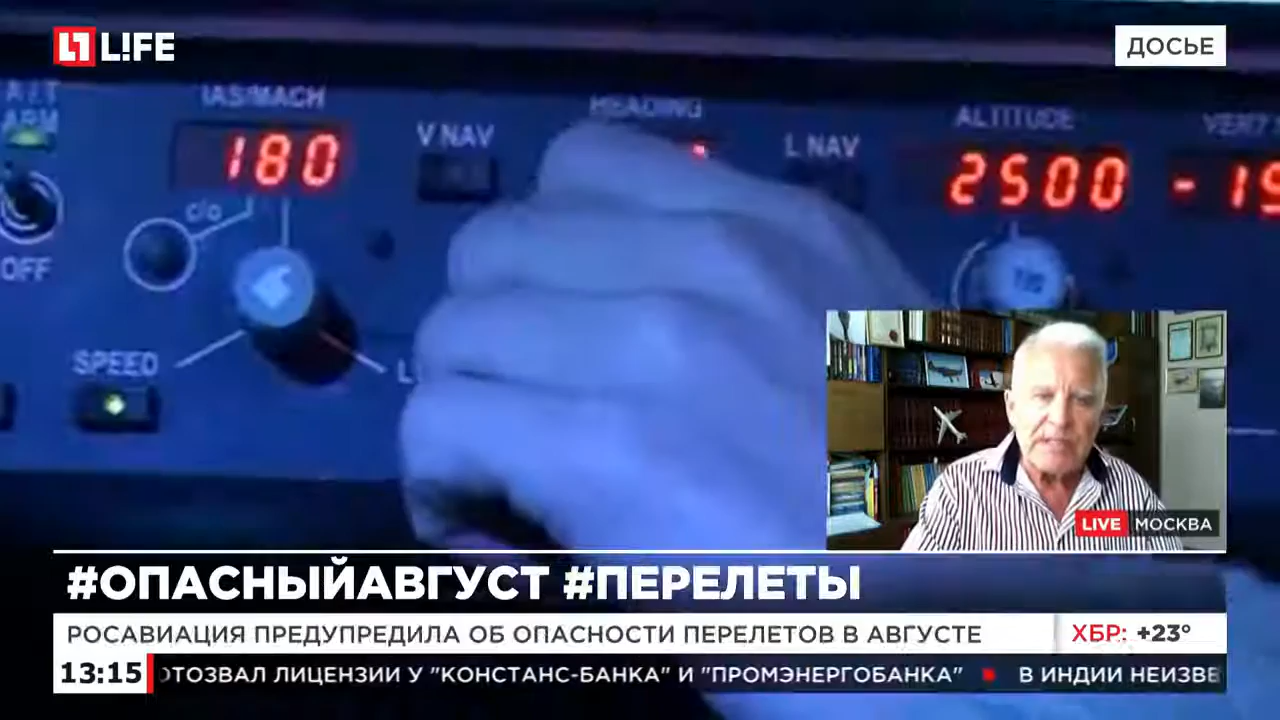 L!FE
ДОСЬЕ
ARM
IAS/MACH
HEADING
ALTITUDE
180
V NAV
L NAV
2500
c/o
OFF
SPEED
LIVE МОСКВА
#ОПАСНЫЙАВГУСТ #ПЕРЕЛЕТЫ
РОСАВИАЦИЯ ПРЕДУПРЕДИЛА ОБ ОПАСНОСТИ ПЕРЕЛЕТОВ В АВГУСТЕ
ХБР: +23°
13:15 ОТОЗВАЛ ЛИЦЕНЗИИ У "КОНСТАНС-БАНКА" И "ПРОМЭНЕРГОБАНКА" ■ В ИНДИИ НЕИЗВЕ